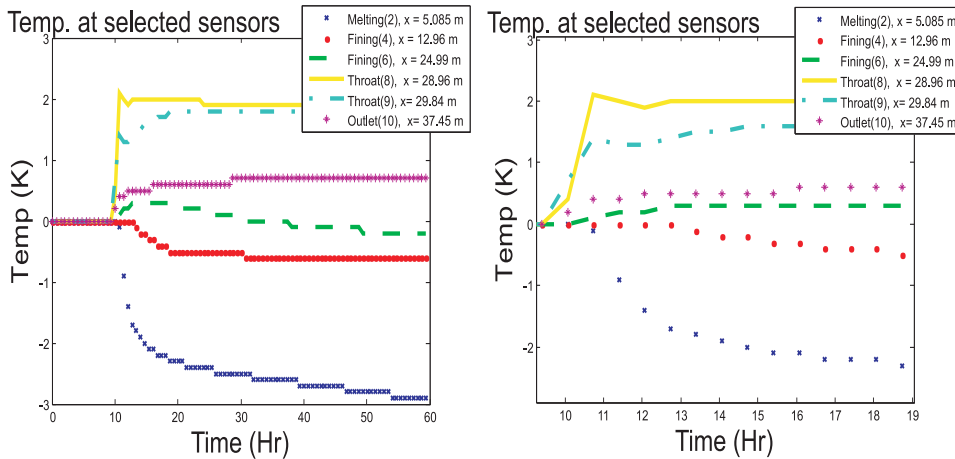 Temp. at selected sensors
Melting(2), x = 5.085 m
Fining(4), x = 12.96 m
Fining(6), x = 24.99 m
Throat(8), x = 28.96 m
Throat(9), x = 29.84 m
Outlet(10), x= 37.45 m
Temp (K)
3
2
1
0
-1
-2
-3
0 10 20 30 40 50 60
Time (Hr)
Temp. at selected sensors
Melting(2), x = 5.085 m
Fining(4), x = 12.96 m
Fining(6), x = 24.99 m
Throat(8), x = 28.96 m
Throat(9), x = 29.84 m
Outlet(10), x= 37.45 m
Temp (K)
3
2
1
0
-1
-2
10 11 12 13 14 15 16 17 18 19
Time (Hr)